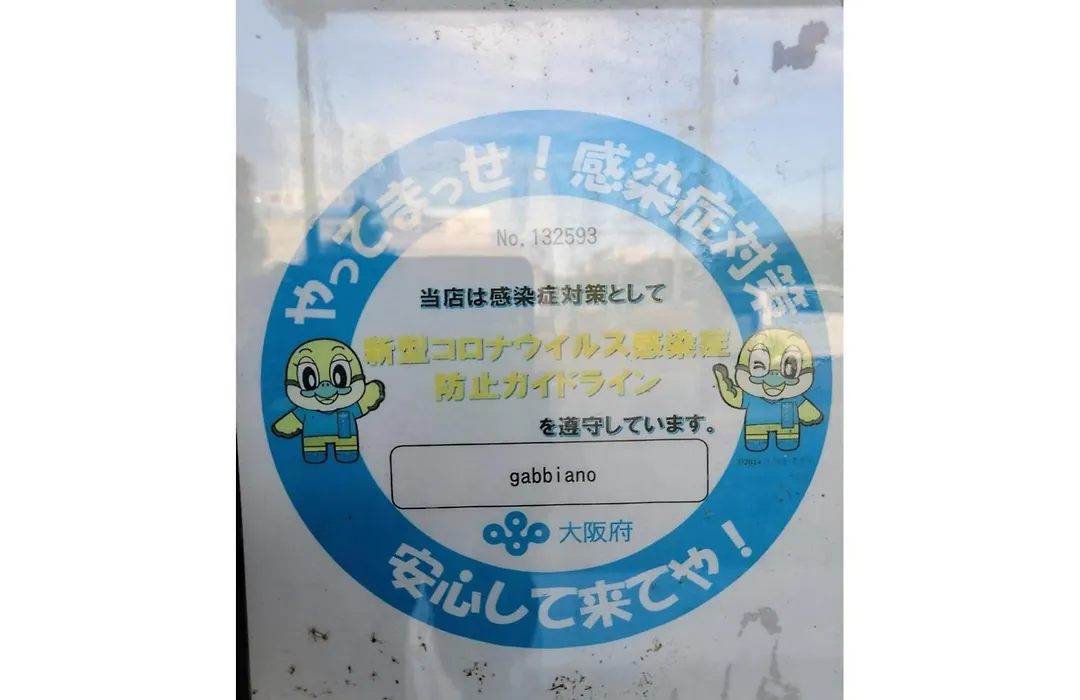 やってまっせ！感染症対策
No.132593
当店は感染症対策として
新型コロナウイルス感染症
防止ガイドライン
を遵守しています。
©2014
gabbiano
大阪府
安心して来てや！